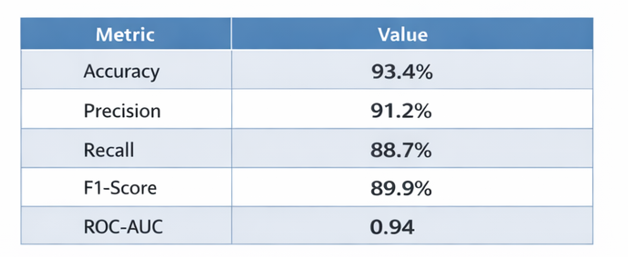 Metric Value
Accuracy 93.4%
Precision 91.2%
Recall 88.7%
F1-Score 89.9%
ROC-AUC 0.94